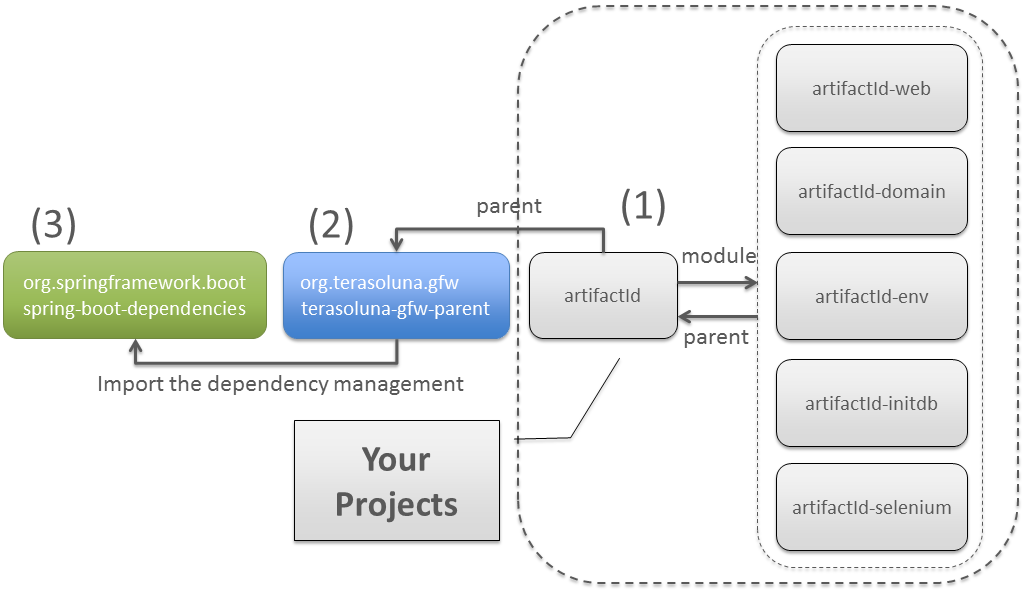 (3)
org.springframework.boot
spring-boot-dependencies
(2)
org.terasoluna.gfw
terasoluna-gfw-parent
Import the dependency management
parent
(1)
artifactId
module
parent
artifactId-web
artifactId-domain
artifactId-env
artifactId-initdb
artifactId-selenium
Your
Projects